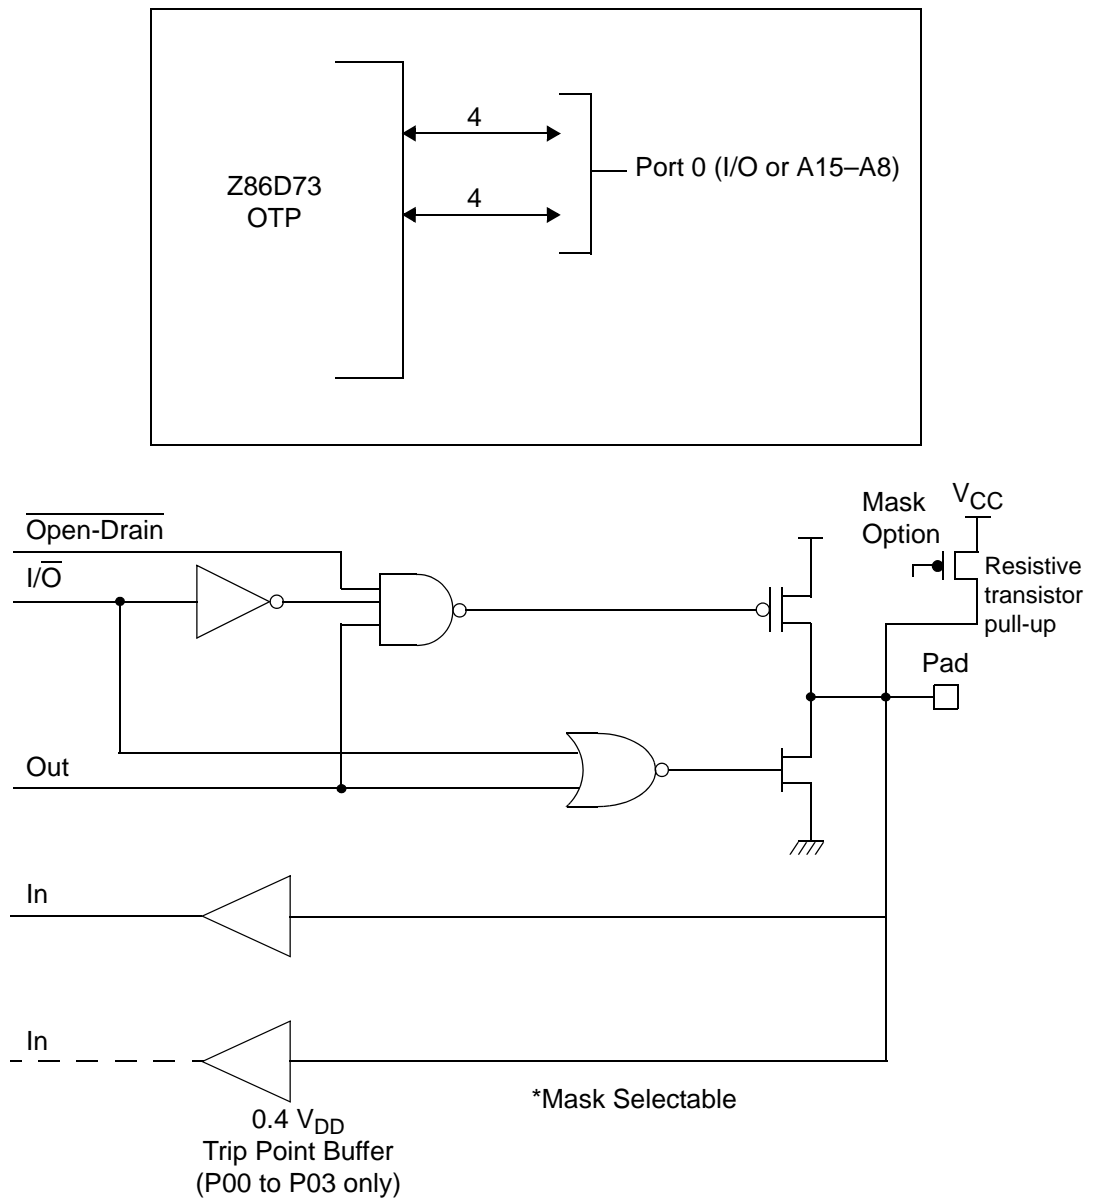 4
Port 0 (I/O or A15–A8)
Z86D73
OTP
4
Mask
Option
VCC
Open-Drain
I/O
Resistive
transistor
pull-up
Pad
Out
In
In
*Mask Selectable
0.4 VDD
Trip Point Buffer
(P00 to P03 only)